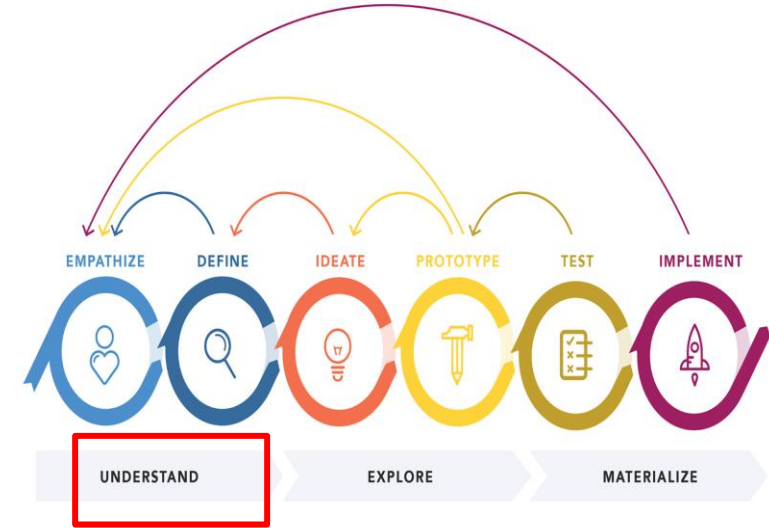 EMPATHIZE DEFINE IDEATE PROTOTYPE TEST IMPLEMENT
UNDERSTAND EXPLORE MATERIALIZE